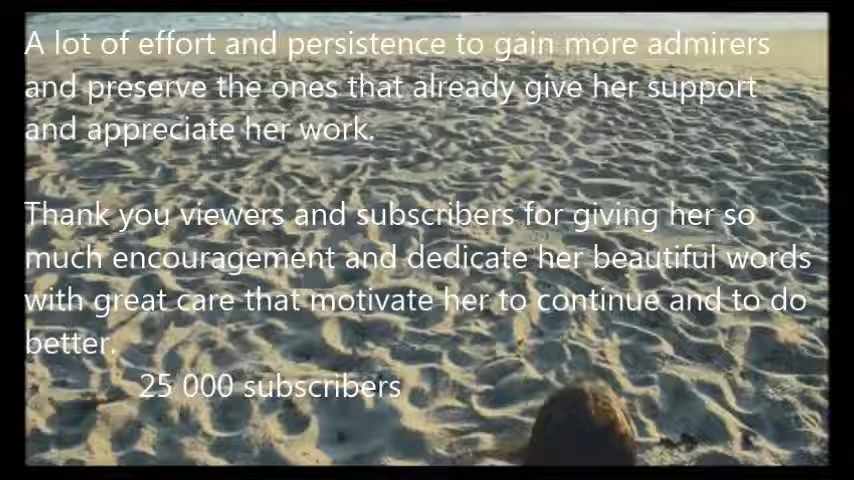 A lot of effort and persistence to gain more admirers
and preserve the ones that already give her support
and appreciate her work.
Thank you viewers and subscribers for giving her so
much encouragement and dedicate her beautiful words
with great care that motivate her to continue and to do
better.
25 000 subscribers